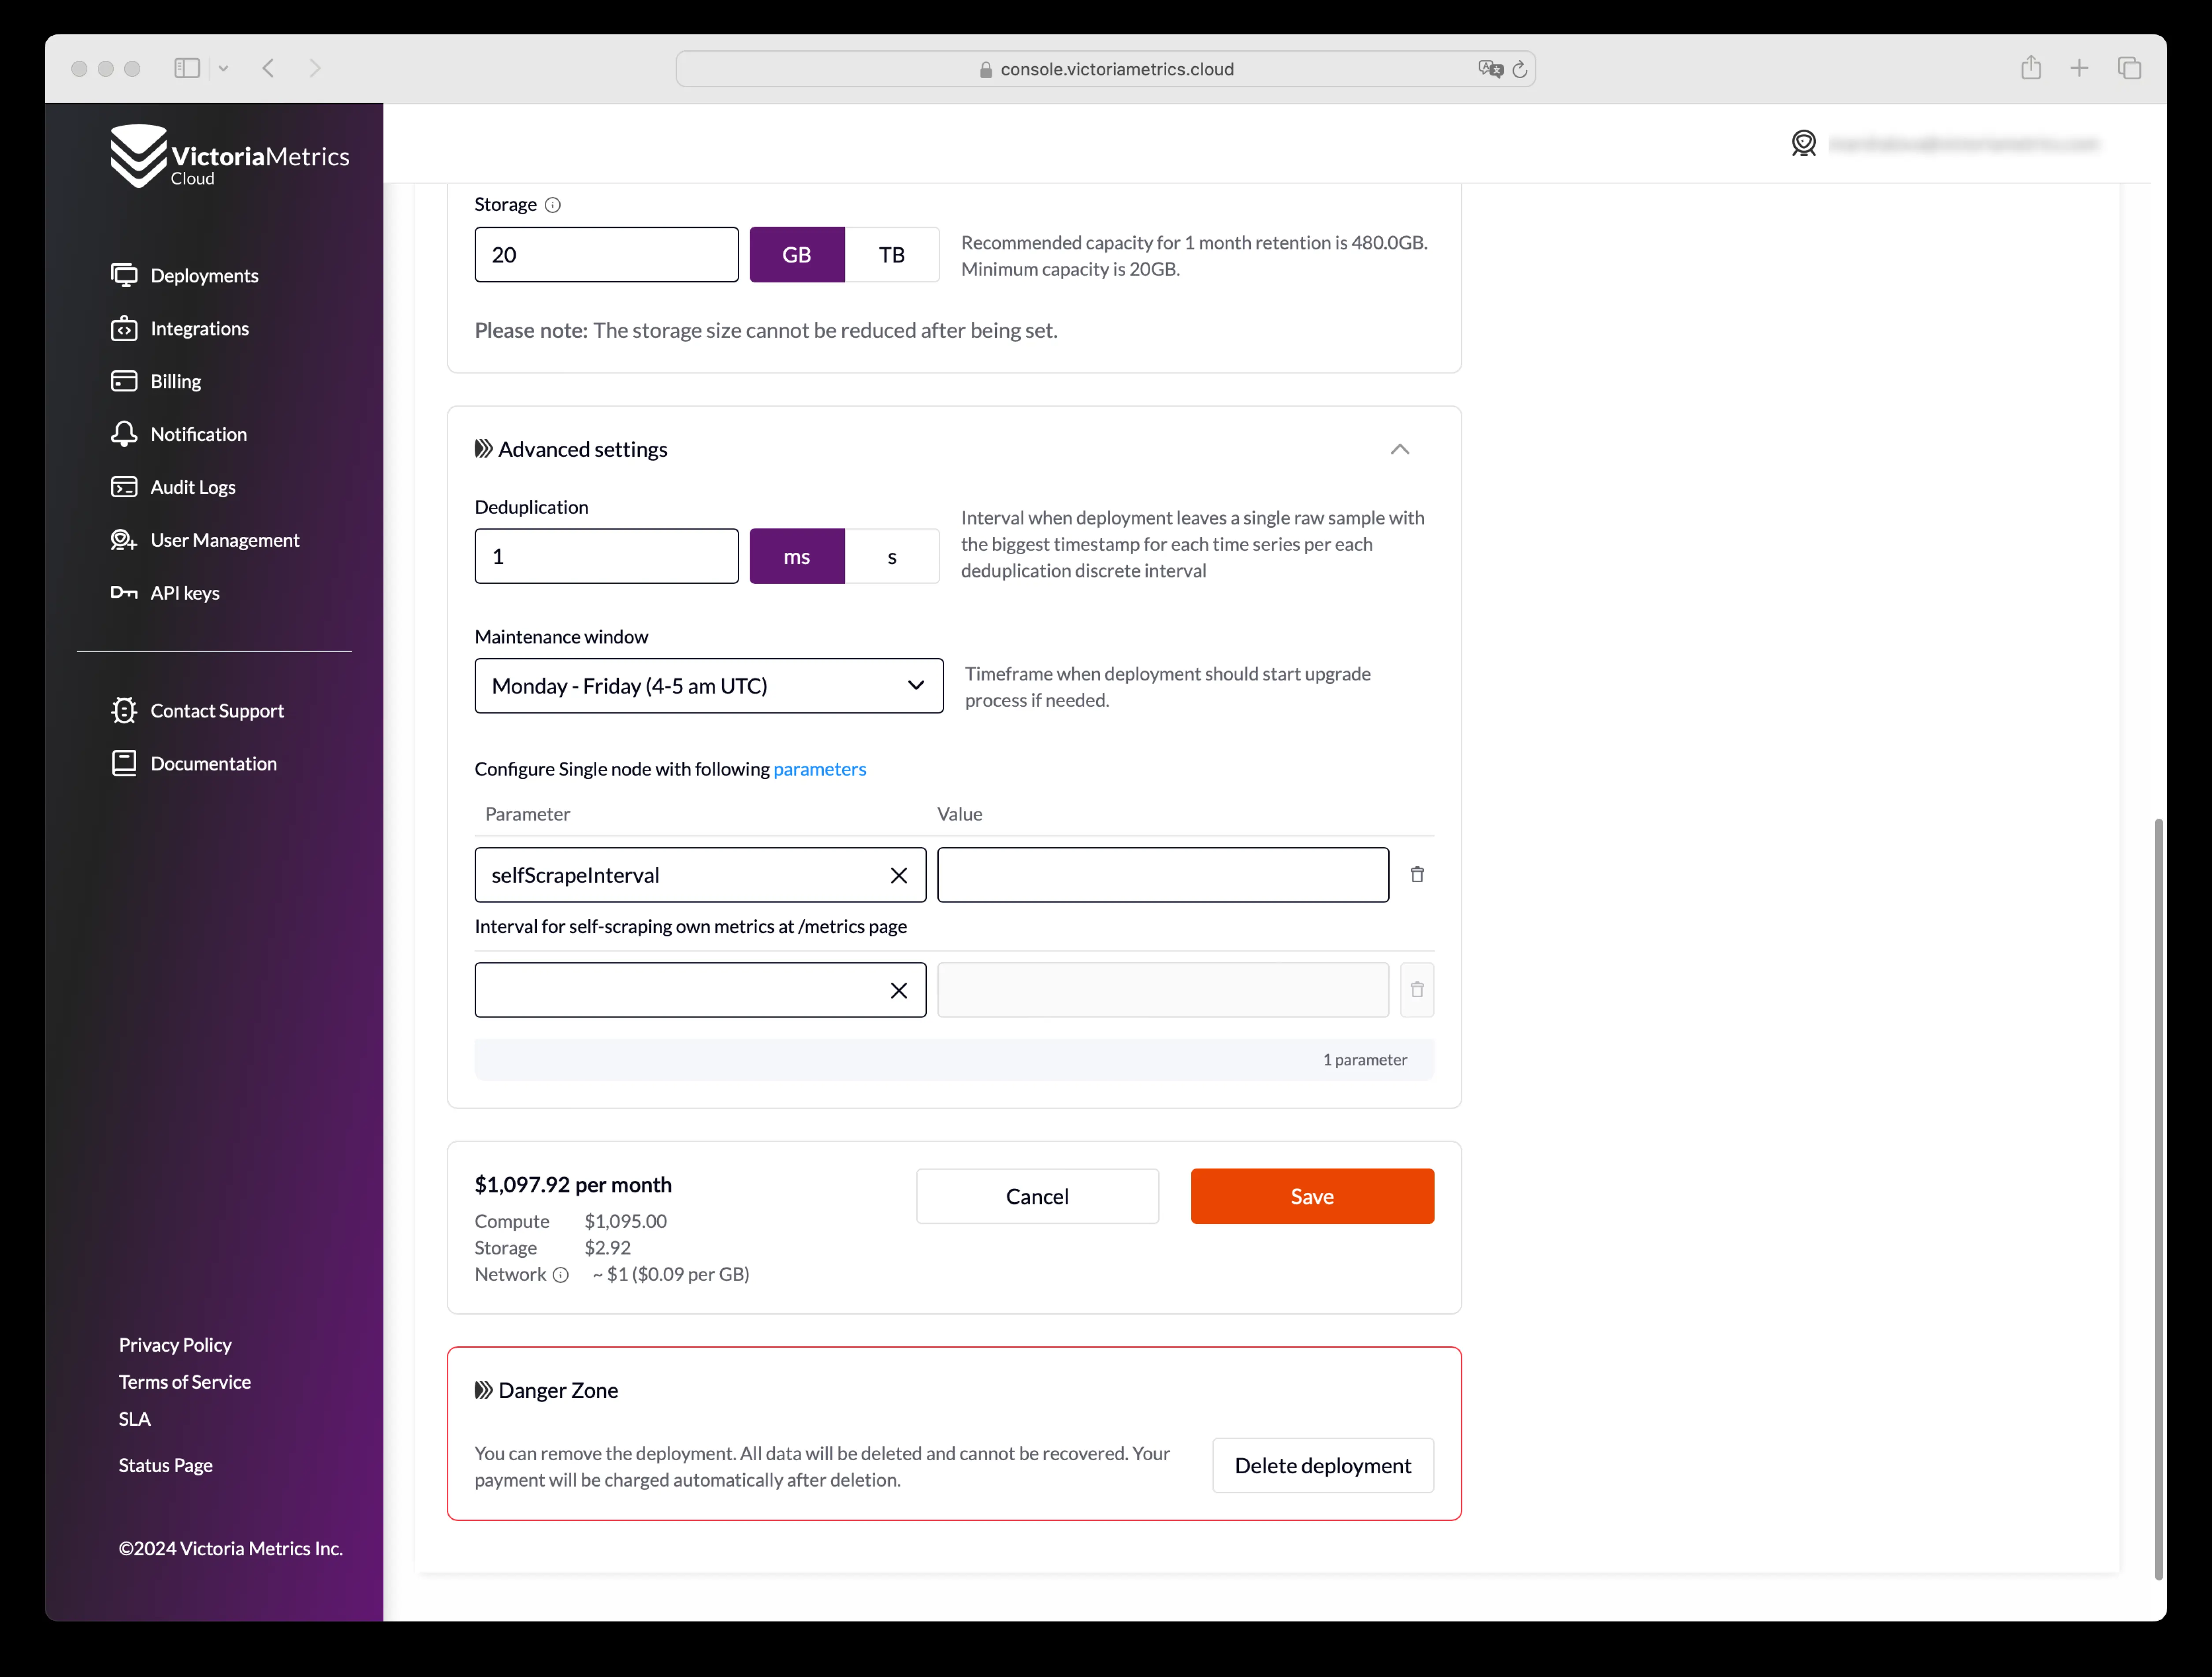 console.victoriametrics.cloud
VictoriaMetrics
Cloud
Deployments
Integrations
Billing
Notification
Audit Logs
User Management
API keys
Contact Support
Documentation
Privacy Policy
Terms of Service
SLA
Status Page
©2024 Victoria Metrics Inc.
Storage
20
GB
TB
Recommended capacity for 1 month retention is 480.0GB.
Minimum capacity is 20GB.
Please note: The storage size cannot be reduced after being set.
Advanced settings
Deduplication
1
ms
s
Interval when deployment leaves a single raw sample with
the biggest timestamp for each time series per each
deduplication discrete interval
Maintenance window
Monday - Friday (4-5 am UTC)
Timeframe when deployment should start upgrade
process if needed.
Configure Single node with following parameters
Parameter
Value
selfScrapeInterval
Interval for self-scraping own metrics at /metrics page
1 parameter
$1,097.92 per month
Compute $1,095.00
Storage $2.92
Network ~ $1 ($0.09 per GB)
Cancel
Save
Danger Zone
You can remove the deployment. All data will be deleted and cannot be recovered. Your
payment will be charged automatically after deletion.
Delete deployment